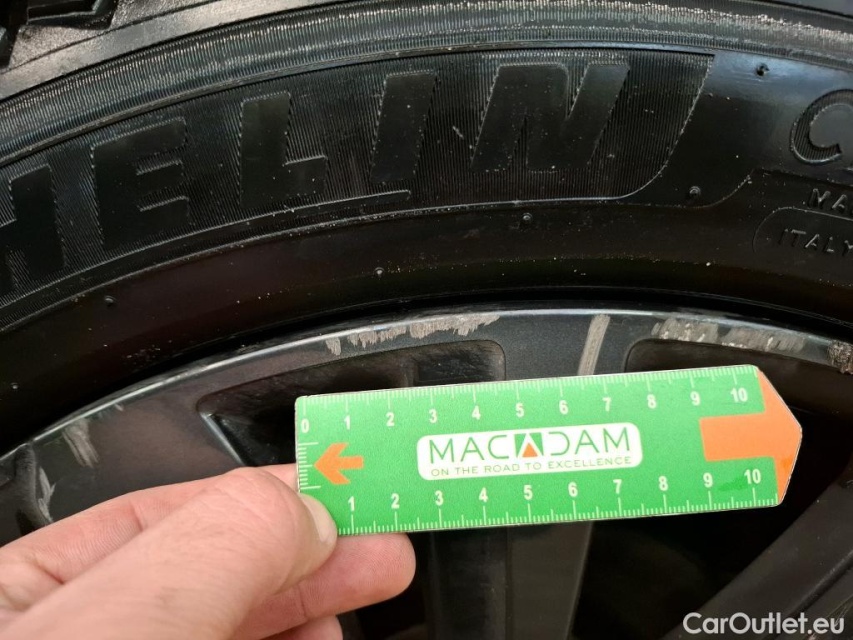 HELIN
C
MA
ITALY
0 1 2 3 4 5 6 7 8 9 10
MACADAM
ON THE ROAD TO EXCELLENCE
1 2 3 4 5 6 7 8 9 10
CarOutlet.eu